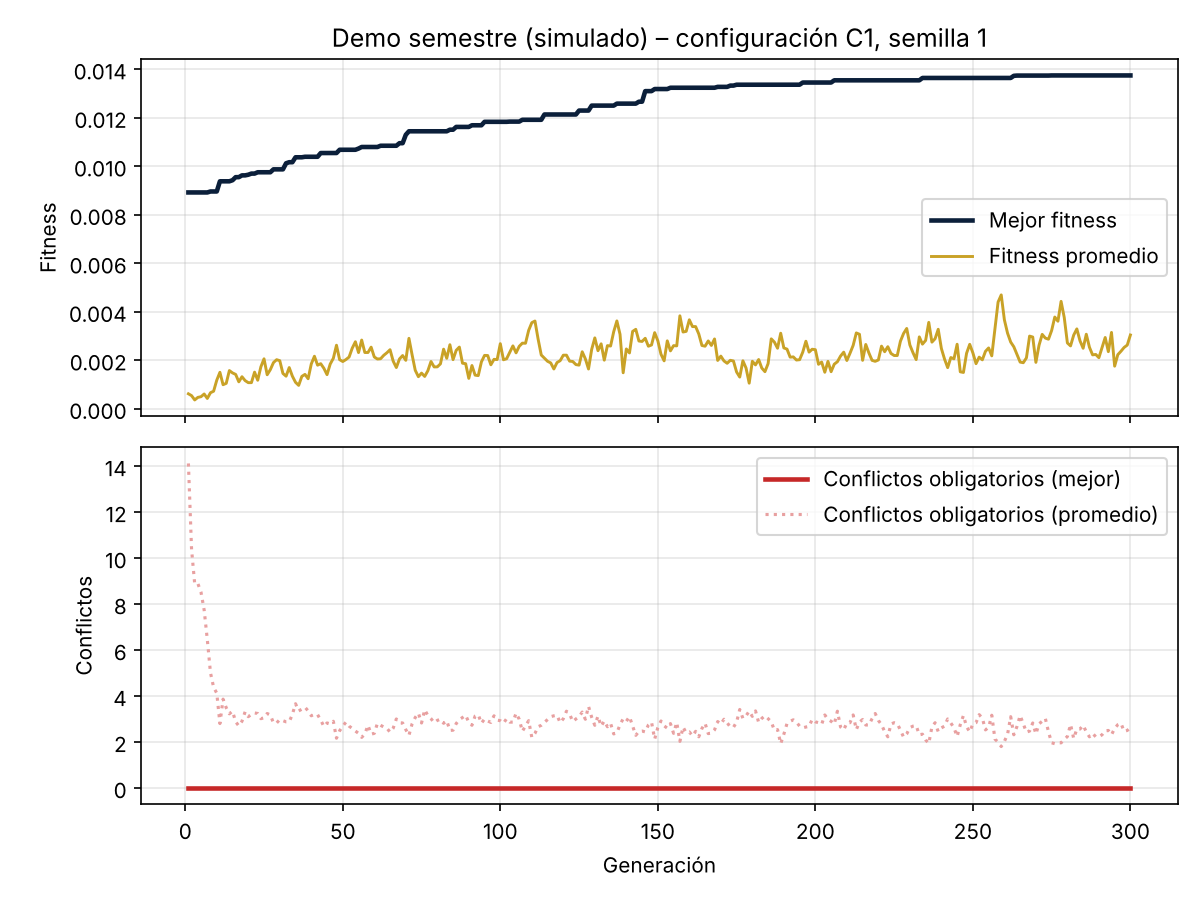 Demo semestre (simulado) – configuración C1, semilla 1
0.014
0.012
0.010
0.008
0.006
0.004
0.002
0.000
Fitness
Mejor fitness
Fitness promedio
14
12
10
8
6
4
2
0
Conflictos
Conflictos obligatorios (mejor)
Conflictos obligatorios (promedio)
0 50 100 150 200 250 300
Generación